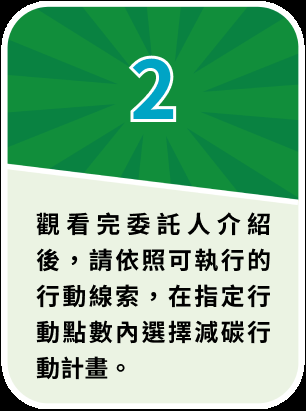 2
觀看完委託人介紹
後，請依照可執行的
行動線索，在指定行
動點數內選擇減碳行
動計畫。